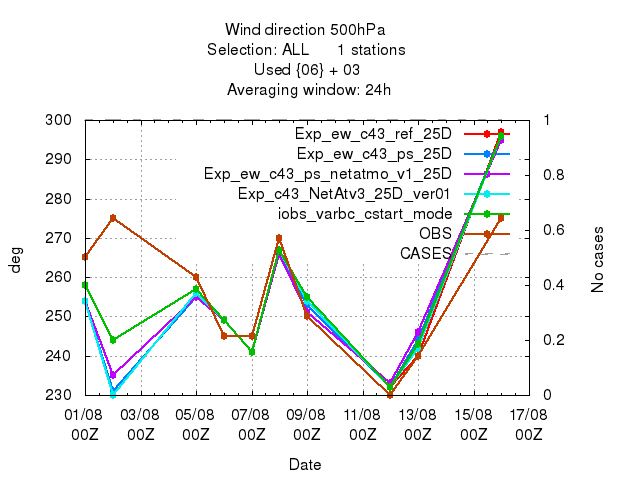 Wind direction 500hPa
Selection: ALL 1 stations
Used {06} + 03
Averaging window: 24h
300
290
280
270
260
250
240
230
deg
1
0.8
0.6
0.4
0.2
0
No cases
Exp_ew_c43_ref_25D
Exp_ew_c43_ps_25D
Exp_ew_c43_ps_netatmo_v1_25D
Exp_c43_NetAtv3_25D_ver01
iobs_varbc_cstart_mode
OBS
CASES
01/08 03/08 05/08 07/08 09/08 11/08 13/08 15/08 17/08
00Z 00Z 00Z 00Z 00Z 00Z 00Z 00Z 00Z
Date